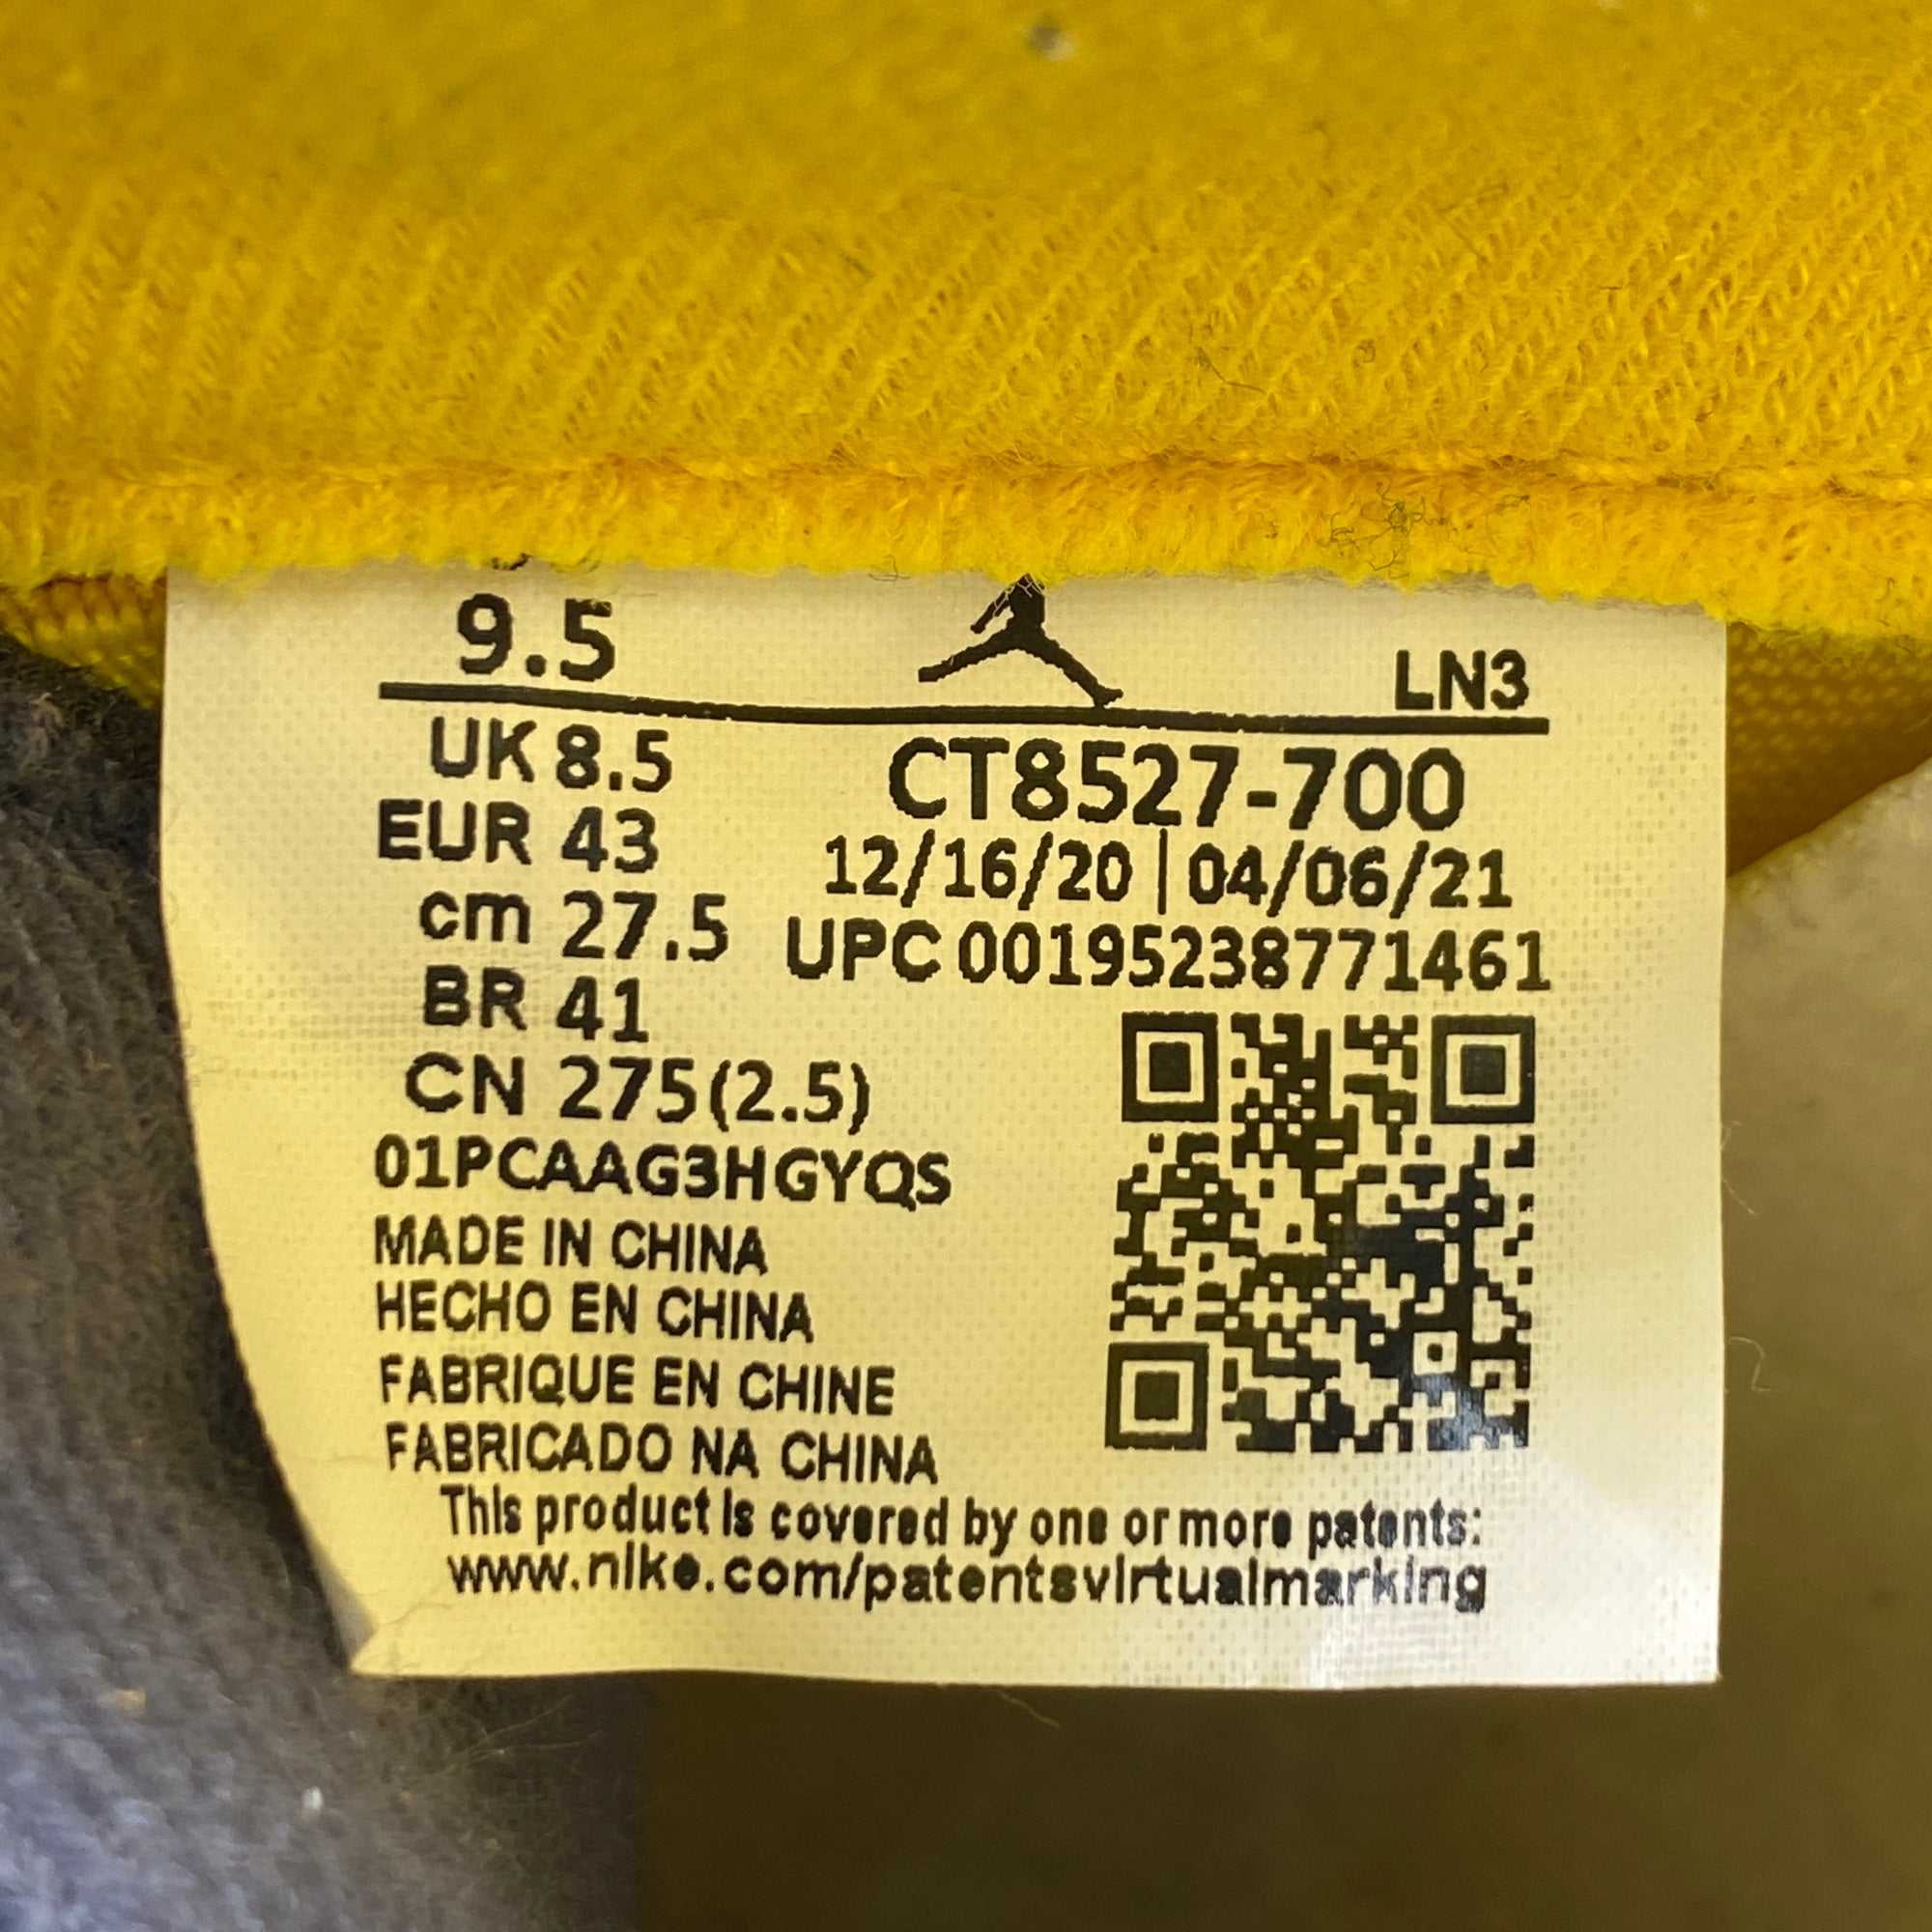 9.5
LN3
UK 8.5
EUR 43
cm 27.5
BR 41
CN 275(2.5)
CT8527-700
12/16/20 | 04/06/21
UPC 00195238771461
01PCAAG3HGYQS
MADE IN CHINA
HECHO EN CHINA
FABRIQUE EN CHINE
FABRICADO NA CHINA
This product is covered by one or more patents:
www.nike.com/patentsvirtualmarking